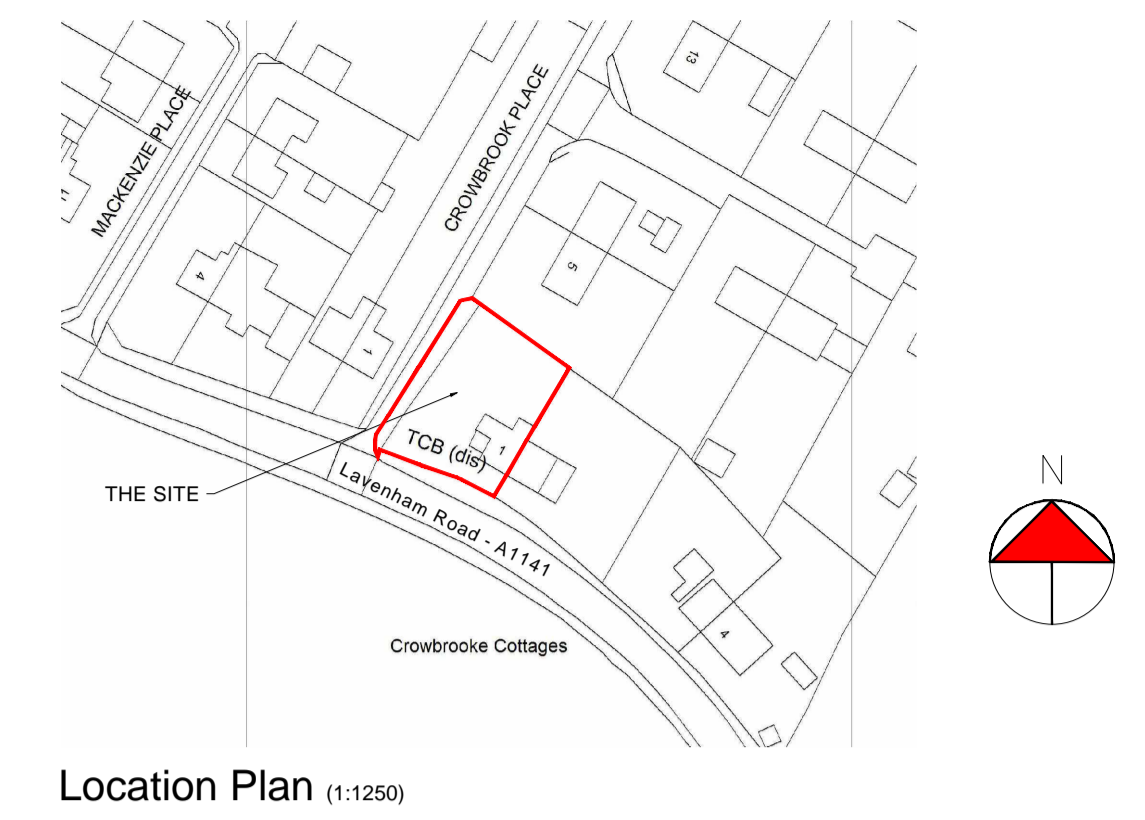 13
MACKENZIE PLACE
CROWBROOK PLACE
5
4
1
TCB (dis)
1
THE SITE
Lavenham Road - A1141
N
4
Crowbrooke Cottages
Location Plan (1:1250)